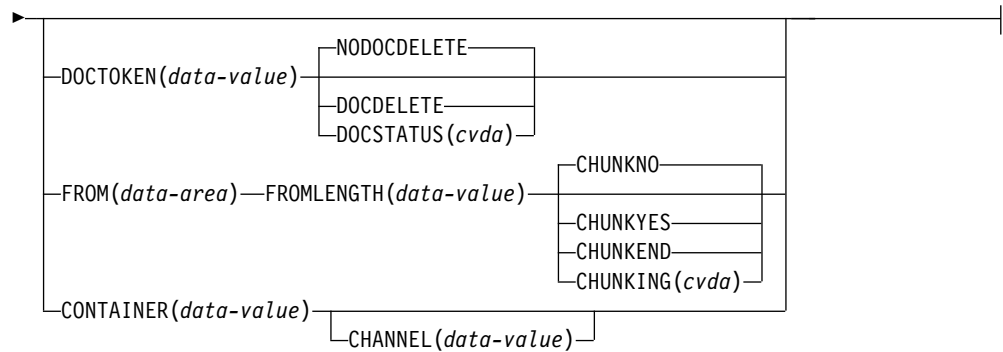 NODOCDELETE
DOCTOKEN(data-value)
DOCDELETE
DOCSTATUS(cvda)
CHUNKNO
FROM(data-area) FROMLENGTH(data-value)
CHUNKYES
CHUNKEND
CHUNKING(cvda)
CONTAINER(data-value)
CHANNEL(data-value)